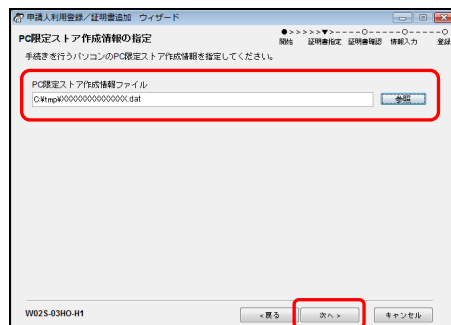 申請人利用登録／証明書追加　ウィザード
PC限定ストア作成情報の指定
●>>>>>▼>----○-----○-----○
開始 証明書指定 証明書確認 情報入力 登録
手続きを行うパソコンのPC限定ストア作成情報を指定してください。
PC限定ストア作成情報ファイル
C:¥tmp¥XXXXXXXXXXXXXX.dat 参照
W02S-03HO-H1 <戻る 次へ> キャンセル